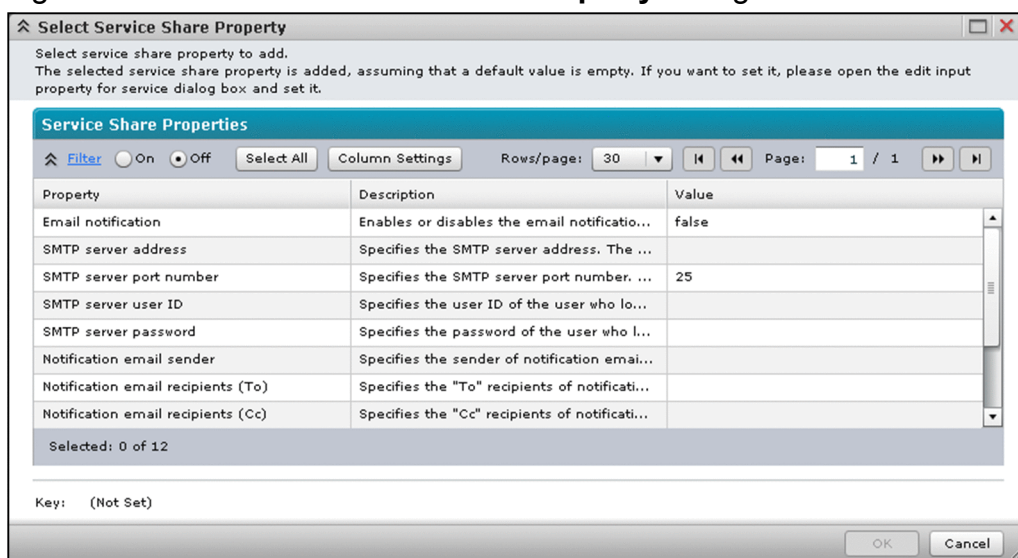 Select Service Share Property
Select service share property to add.
The selected service share property is added, assuming that a default value is empty. If you want to set it, please open the edit input
property for service dialog box and set it.
Service Share Properties
Filter On Off Select All Column Settings Rows/page: 30 Page: 1 / 1
Property Description Value
Email notification Enables or disables the email notificatio... false
SMTP server address Specifies the SMTP server address. The ...
SMTP server port number Specifies the SMTP server port number. ... 25
SMTP server user ID Specifies the user ID of the user who lo...
SMTP server password Specifies the password of the user who l...
Notification email sender Specifies the sender of notification emai...
Notification email recipients (To) Specifies the "To" recipients of notificati...
Notification email recipients (Cc) Specifies the "Cc" recipients of notificati...
Selected: 0 of 12
Key: (Not Set)
OK Cancel